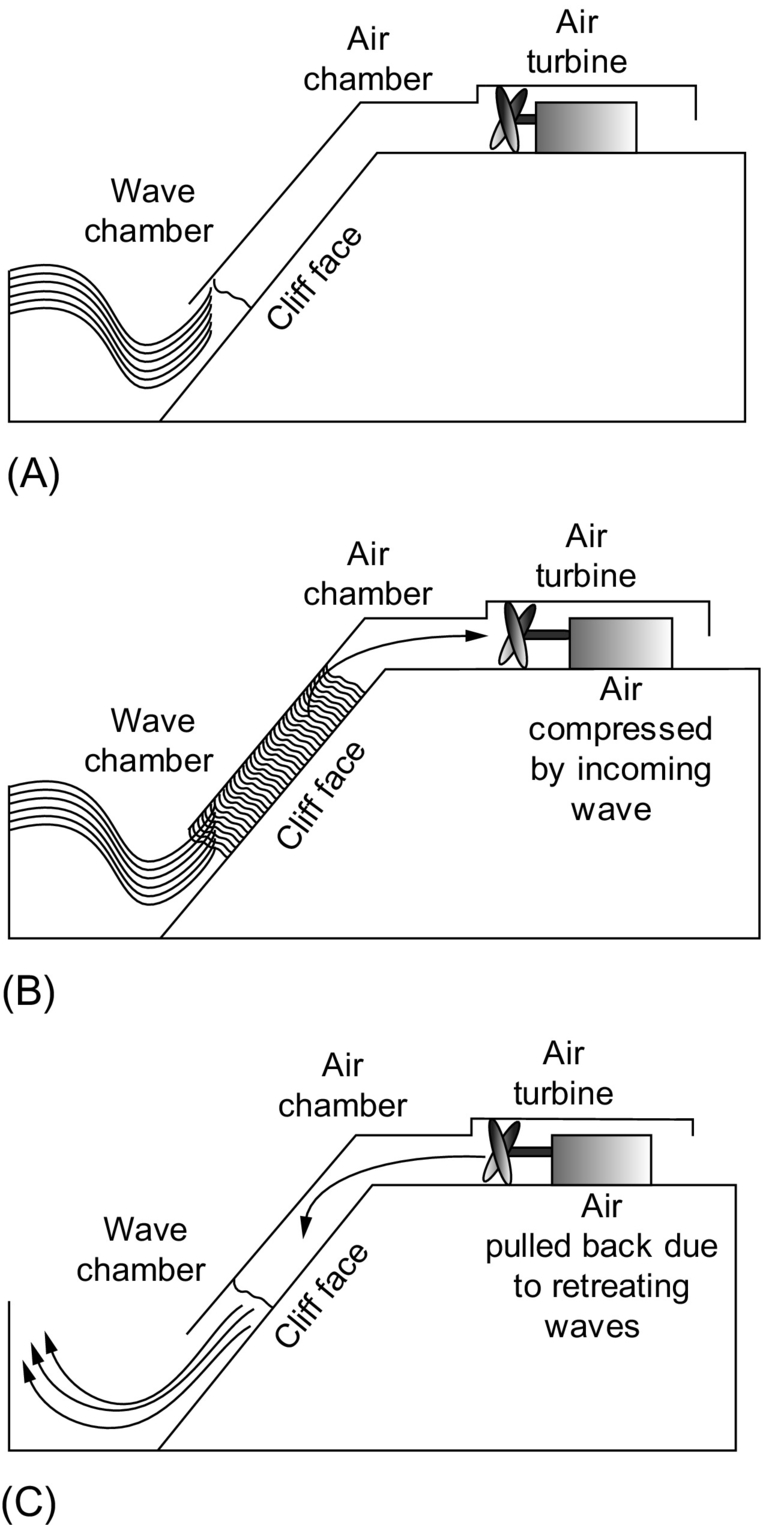 Air
turbine
Air
chamber
Wave
chamber
Cliff face
(A)
Air
turbine
Air
chamber
Air
compressed
by incoming
wave
Wave
chamber
Cliff face
(B)
Air
turbine
Air
chamber
Air
pulled back due
to retreating
waves
Wave
chamber
Cliff face
(C)